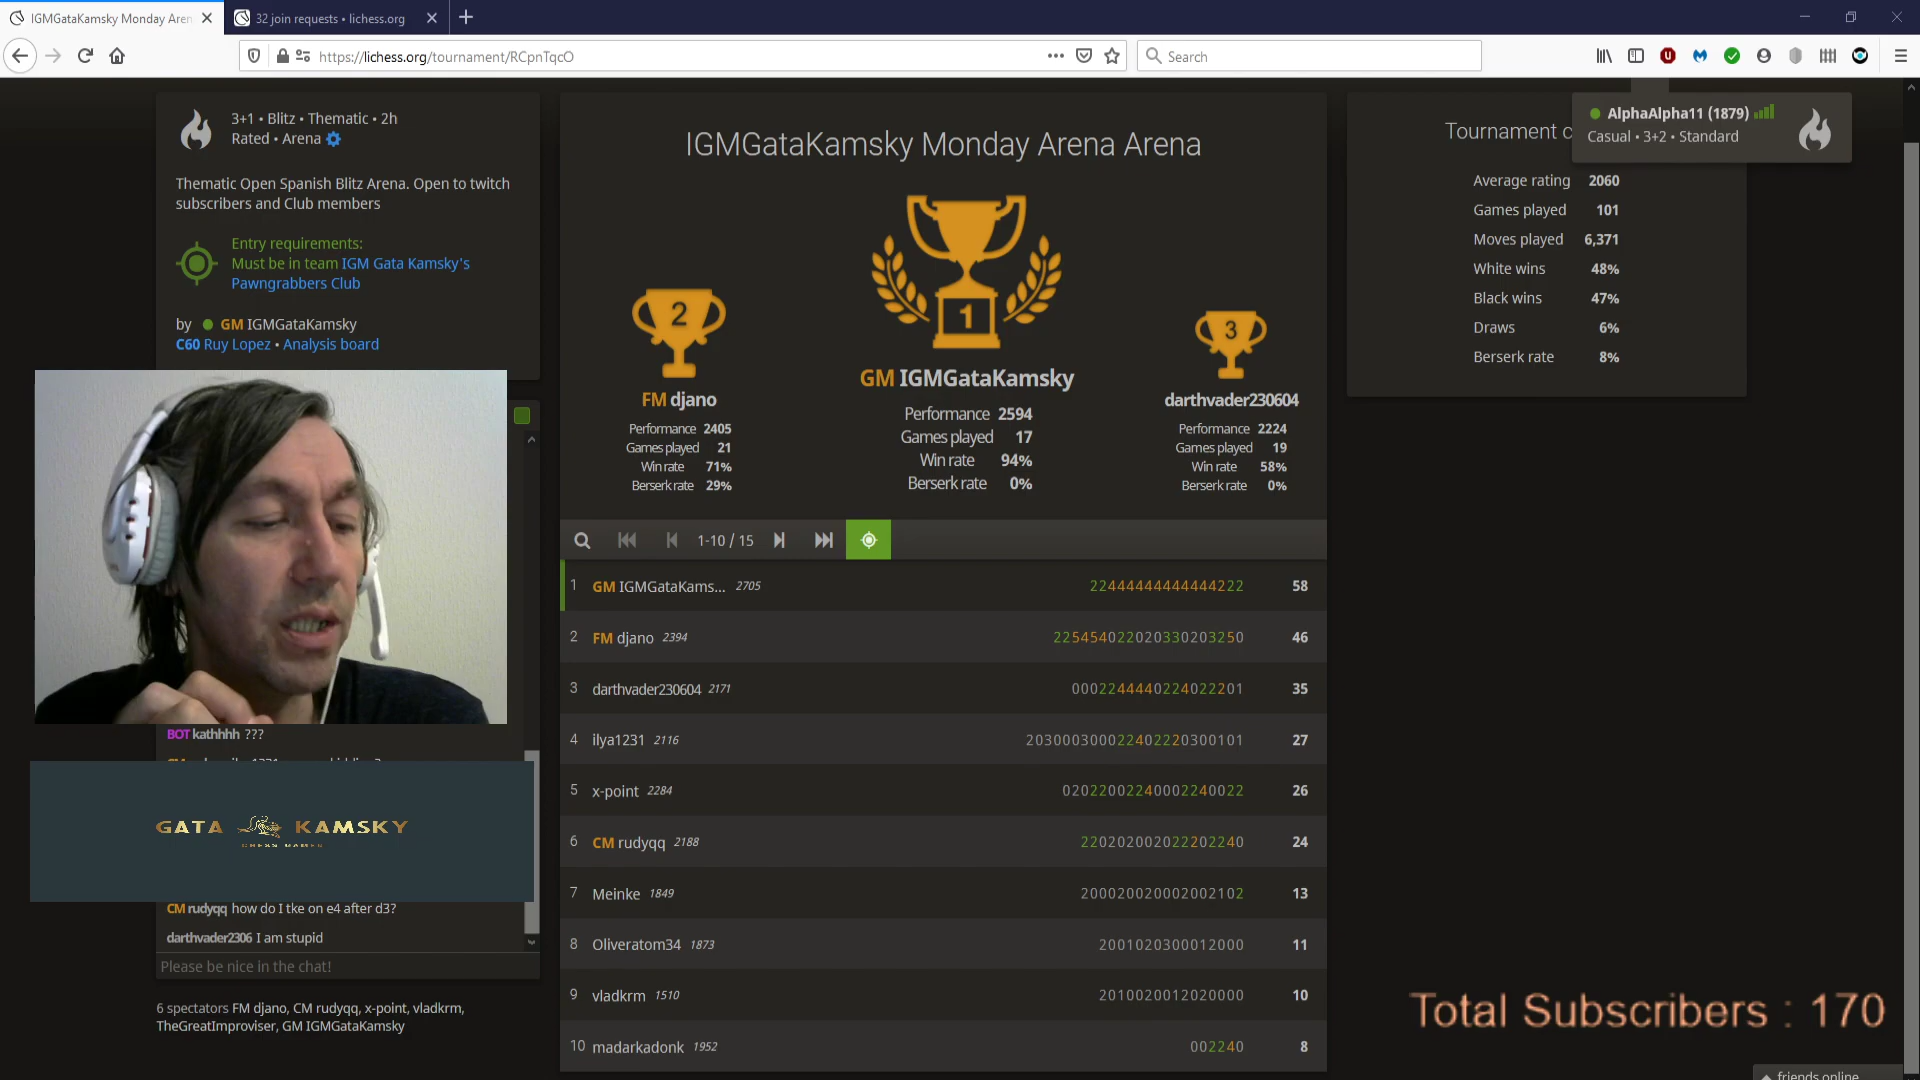 IGMGataKamsky Monday Aren
32 join requests • lichess.org
https://lichess.org/tournament/RCpnTqcO
Search
3+1 • Blitz • Thematic • 2h
Rated • Arena
Thematic Open Spanish Blitz Arena. Open to twitch
subscribers and Club members
Entry requirements:
Must be in team IGM Gata Kamsky's
Pawngrabbers Club
by GM IGMGataKamsky
C60 Ruy Lopez • Analysis board
BOT kathhhh ???
GATA KAMSKY
CM rudyqq how do I tke on e4 after d3?
darthvader2306 I am stupid
Please be nice in the chat!
6 spectators FM djano, CM rudyqq, x-point, vladkrm,
TheGreatImproviser, GM IGMGataKamsky
IGMGataKamsky Monday Arena Arena
2
1
3
FM djano
Performance 2405
Games played 21
Win rate 71%
Berserk rate 29%
GM IGMGataKamsky
Performance 2594
Games played 17
Win rate 94%
Berserk rate 0%
darthvader230604
Performance 2224
Games played 19
Win rate 58%
Berserk rate 0%
1-10 / 15
1 GM IGMGataKams... 2705 22444444444444222 58
2 FM djano 2394 225454022020330203250 46
3 darthvader230604 2171 0002244440224022201 35
4 ilya1231 2116 203000300022402220300101 27
5 x-point 2284 02022002240002240022 26
6 CM rudyqq 2188 220202002022202240 24
7 Meinke 1849 200020020002002102 13
8 Oliveratom34 1873 2001020300012000 11
9 vladkrm 1510 2010020012020000 10
10 madarkadonk 1952 002240 8
Tournament c
Average rating 2060
Games played 101
Moves played 6,371
White wins 48%
Black wins 47%
Draws 6%
Berserk rate 8%
AlphaAlpha11 (1879)
Casual • 3+2 • Standard
Total Subscribers : 170
friends online